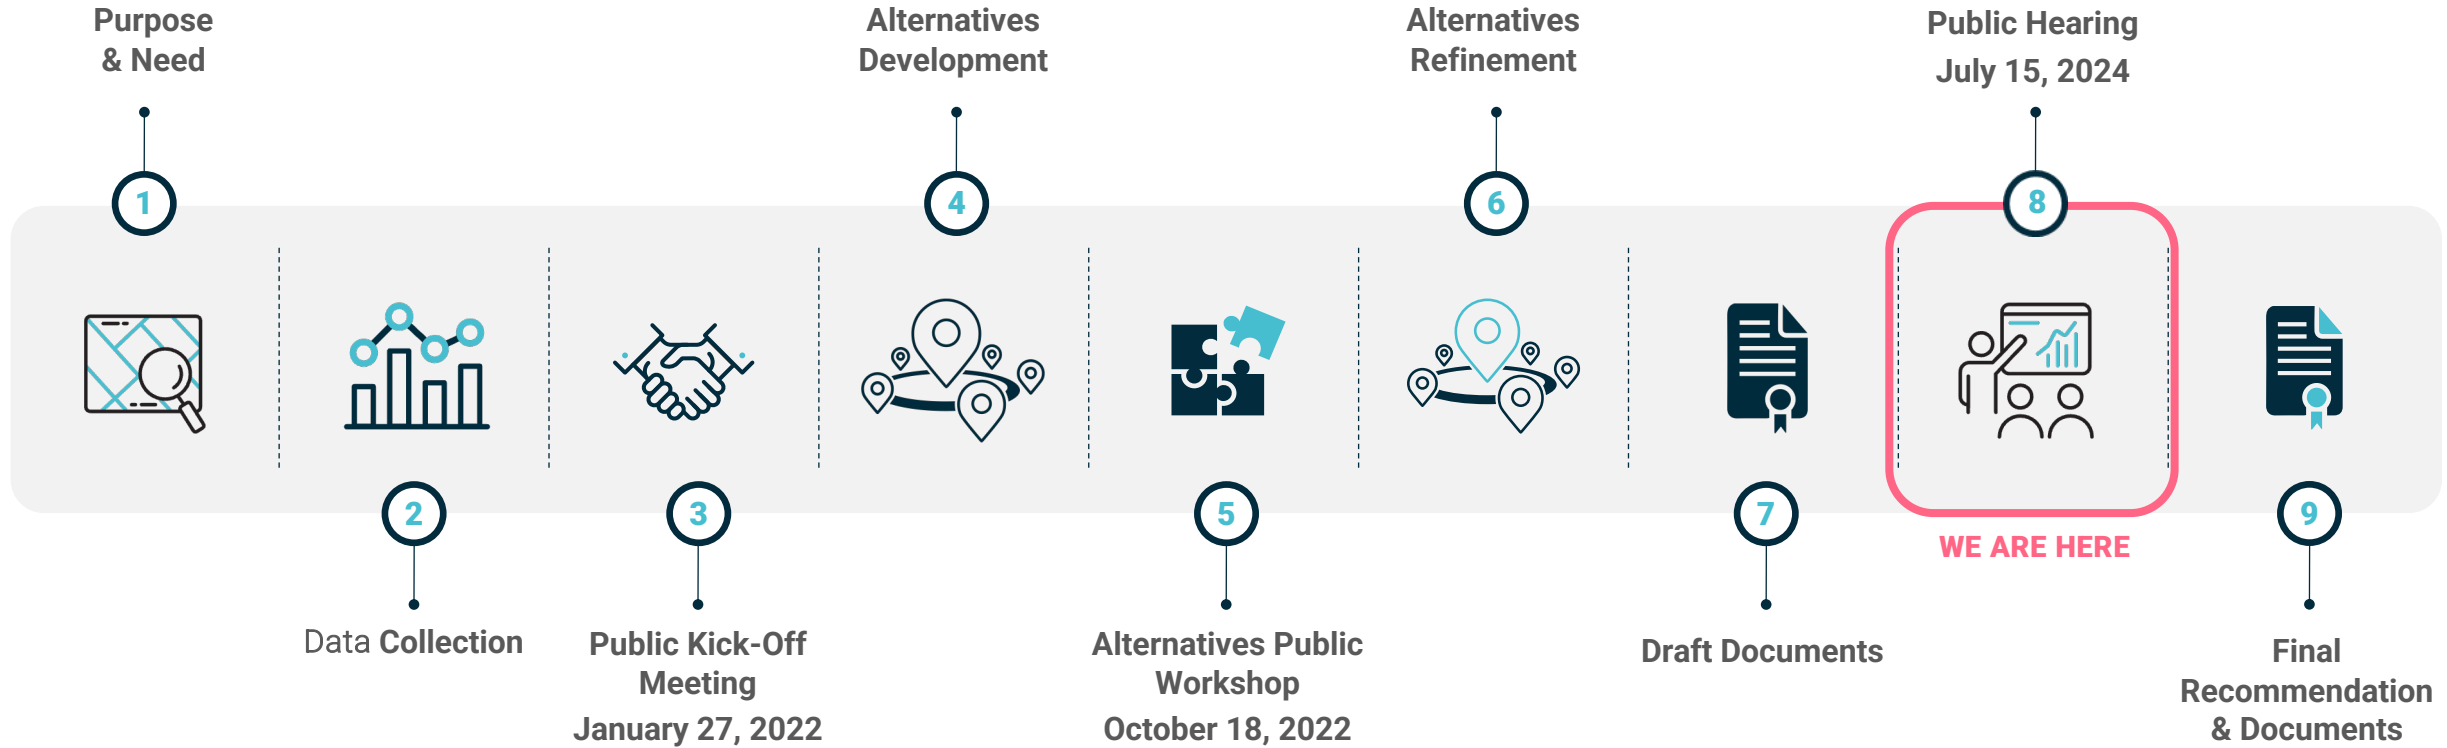 Purpose
& Need
1
2
Data Collection
3
Public Kick-Off
Meeting
January 27, 2022
Alternatives
Development
4
5
Alternatives Public
Workshop
October 18, 2022
Alternatives
Refinement
6
7
Draft Documents
Public Hearing
July 15, 2024
8
WE ARE HERE
9
Final
Recommendation
& Documents